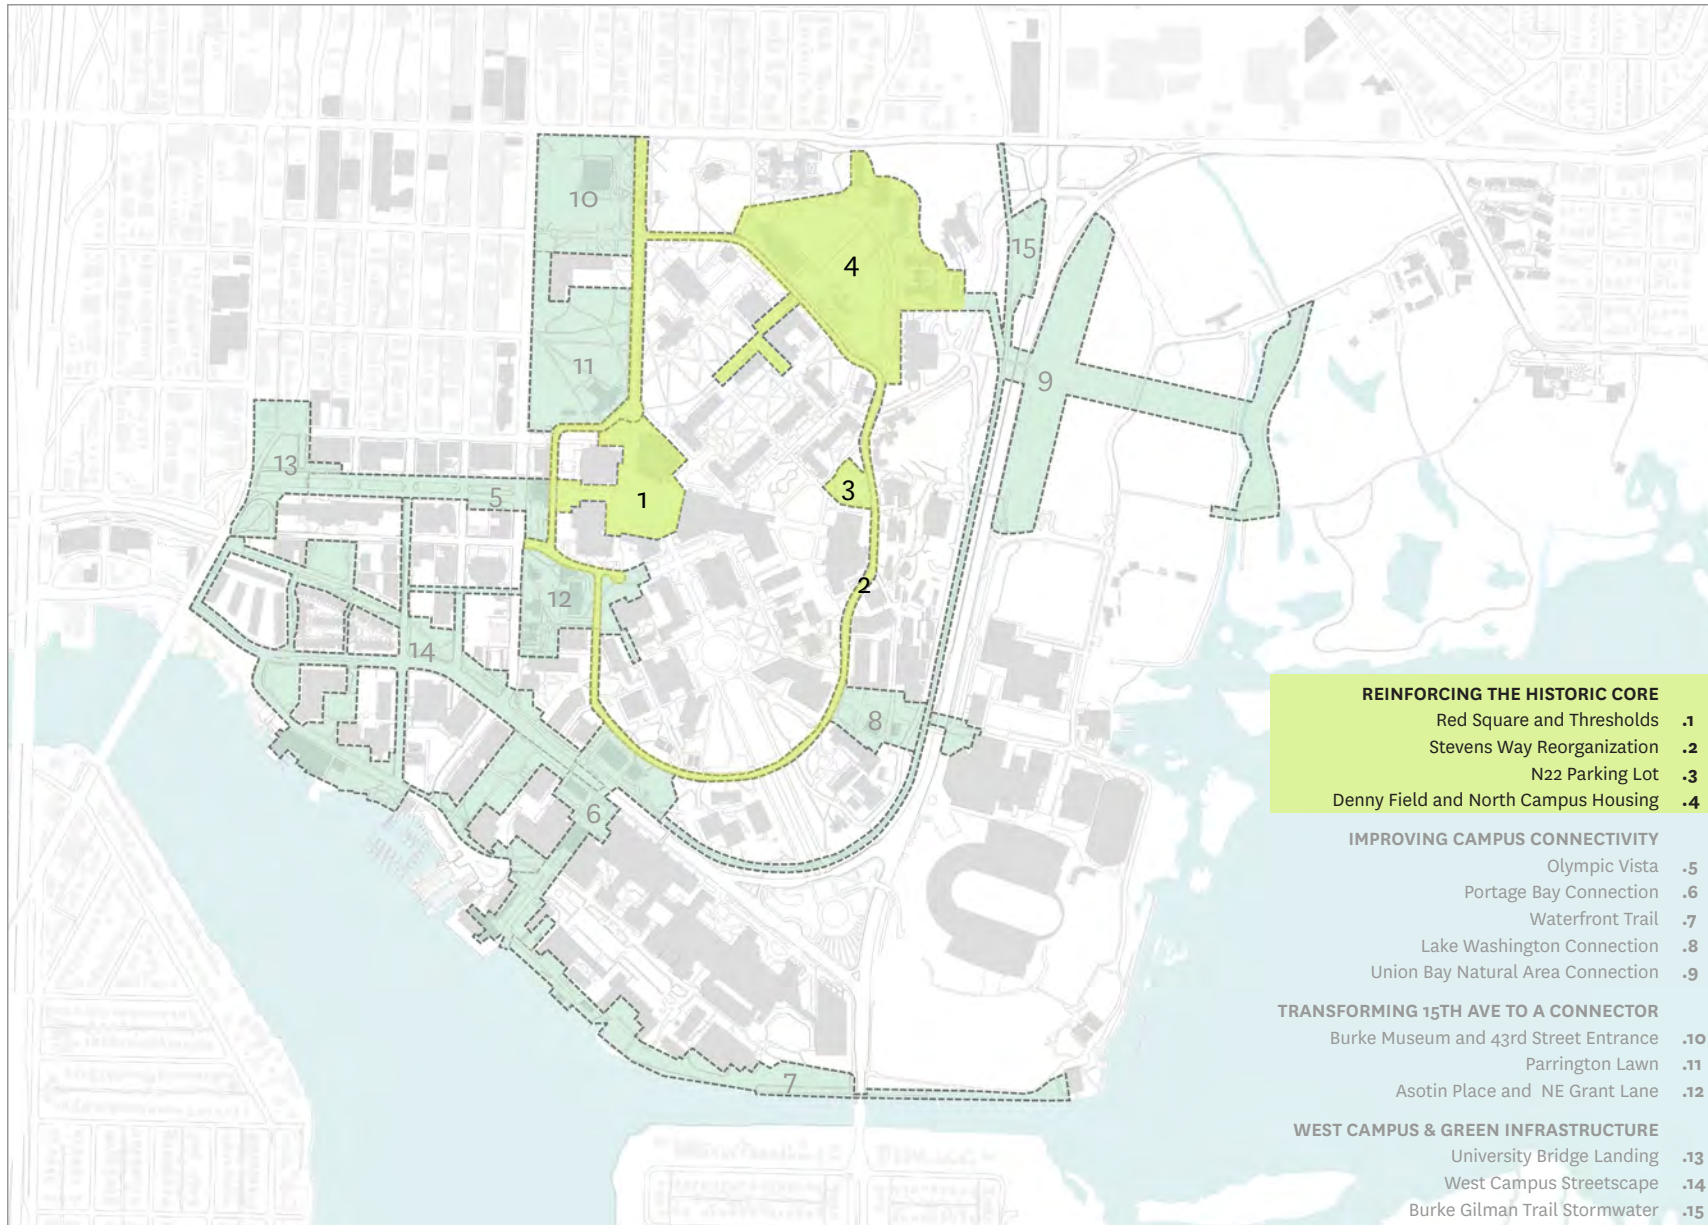 10
4
15
11
9
13
5
1
3
2
12
14
8
6
7
REINFORCING THE HISTORIC CORE
Red Square and Thresholds .1
Stevens Way Reorganization .2
N22 Parking Lot .3
Denny Field and North Campus Housing .4
IMPROVING CAMPUS CONNECTIVITY
Olympic Vista .5
Portage Bay Connection .6
Waterfront Trail .7
Lake Washington Connection .8
Union Bay Natural Area Connection .9
TRANSFORMING 15TH AVE TO A CONNECTOR
Burke Museum and 43rd Street Entrance .10
Parrington Lawn .11
Asotin Place and NE Grant Lane .12
WEST CAMPUS & GREEN INFRASTRUCTURE
University Bridge Landing .13
West Campus Streetscape .14
Burke Gilman Trail Stormwater .15